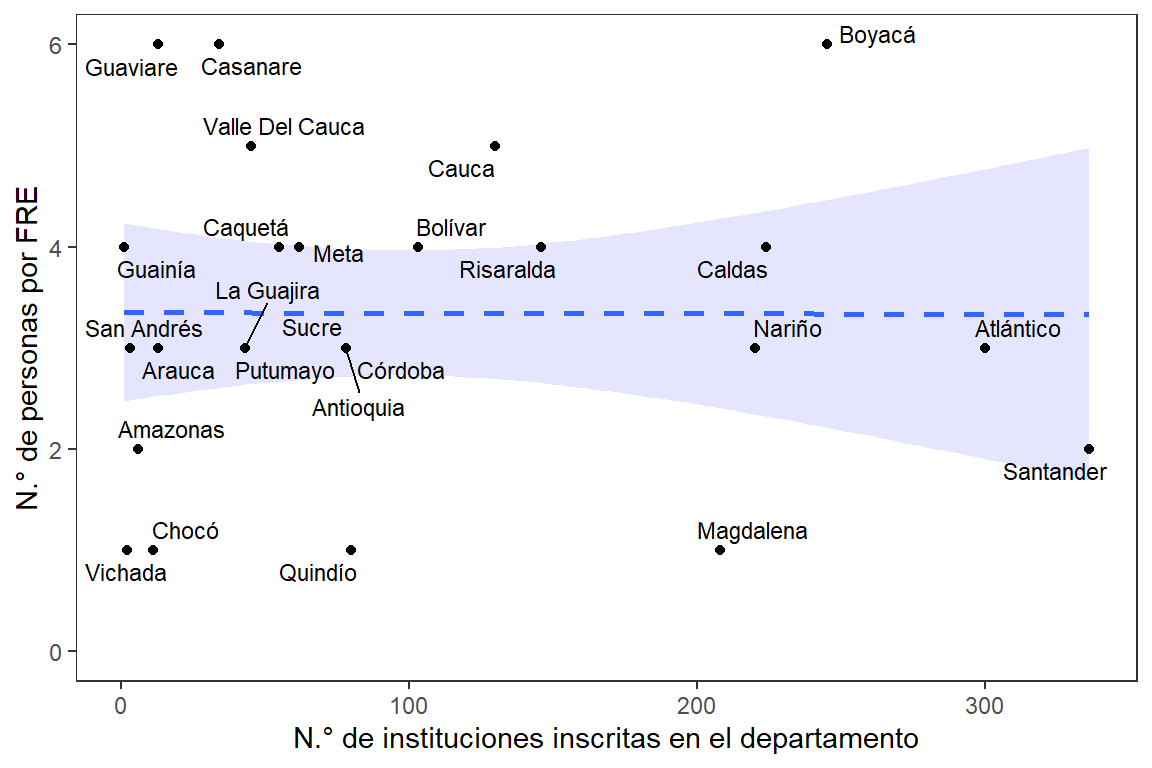 6
4
2
0
N.° de personas por FRE
Boyacá
Guaviare
Casanare
Valle Del Cauca
Cauca
Caquetá
Bolívar
Meta
Guainía
Risaralda
Caldas
La Guajira
San Andrés
Sucre
Nariño
Atlántico
Arauca
Putumayo
Córdoba
Antioquia
Amazonas
Santander
Chocó
Magdalena
Vichada
Quindío
0
100
200
300
N.° de instituciones inscritas en el departamento